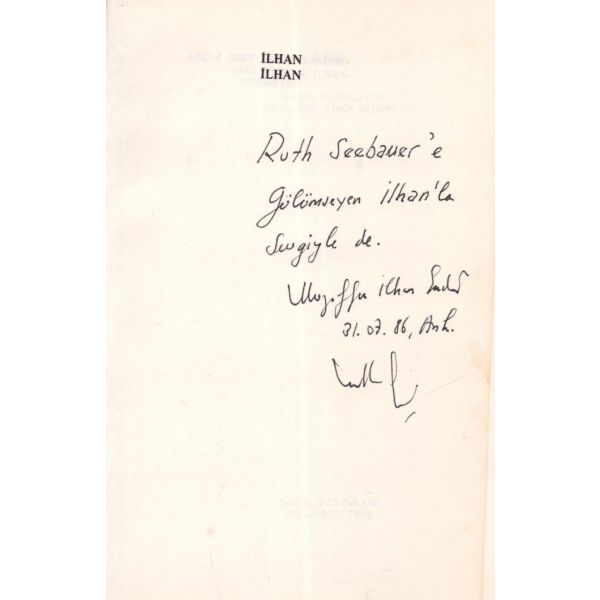 İLHAN
İLHAN
Ruth Seebauer'e
Gülümseyen İlhan'la
Sevgiyle de.
Muzaffer İlhan Erdost
31.07.86, Ank.